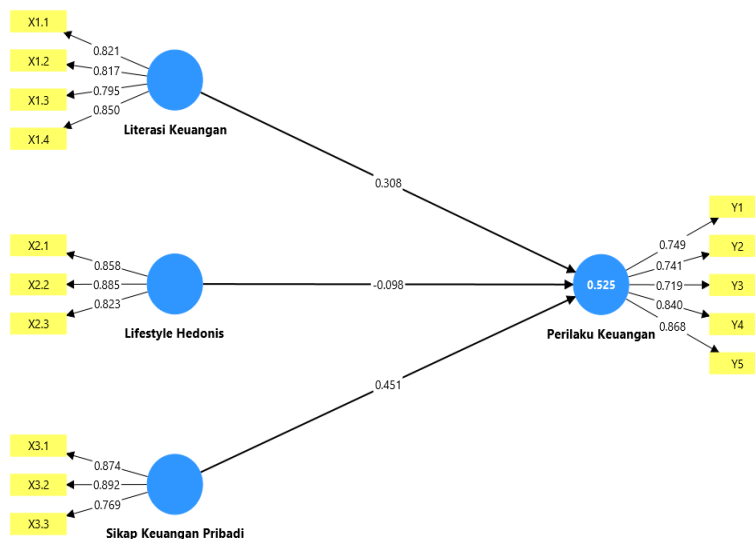 X1.1
0.821
X1.2
0.817
X1.3
0.795
X1.4
0.850
Literasi Keuangan
0.308
X2.1
0.858
X2.2
0.885
X2.3
0.823
Lifestyle Hedonis
-0.098
X3.1
0.874
X3.2
0.892
X3.3
0.769
Sikap Keuangan Pribadi
0.451
0.525
Perilaku Keuangan
Y1
0.749
Y2
0.741
Y3
0.719
Y4
0.840
Y5
0.868